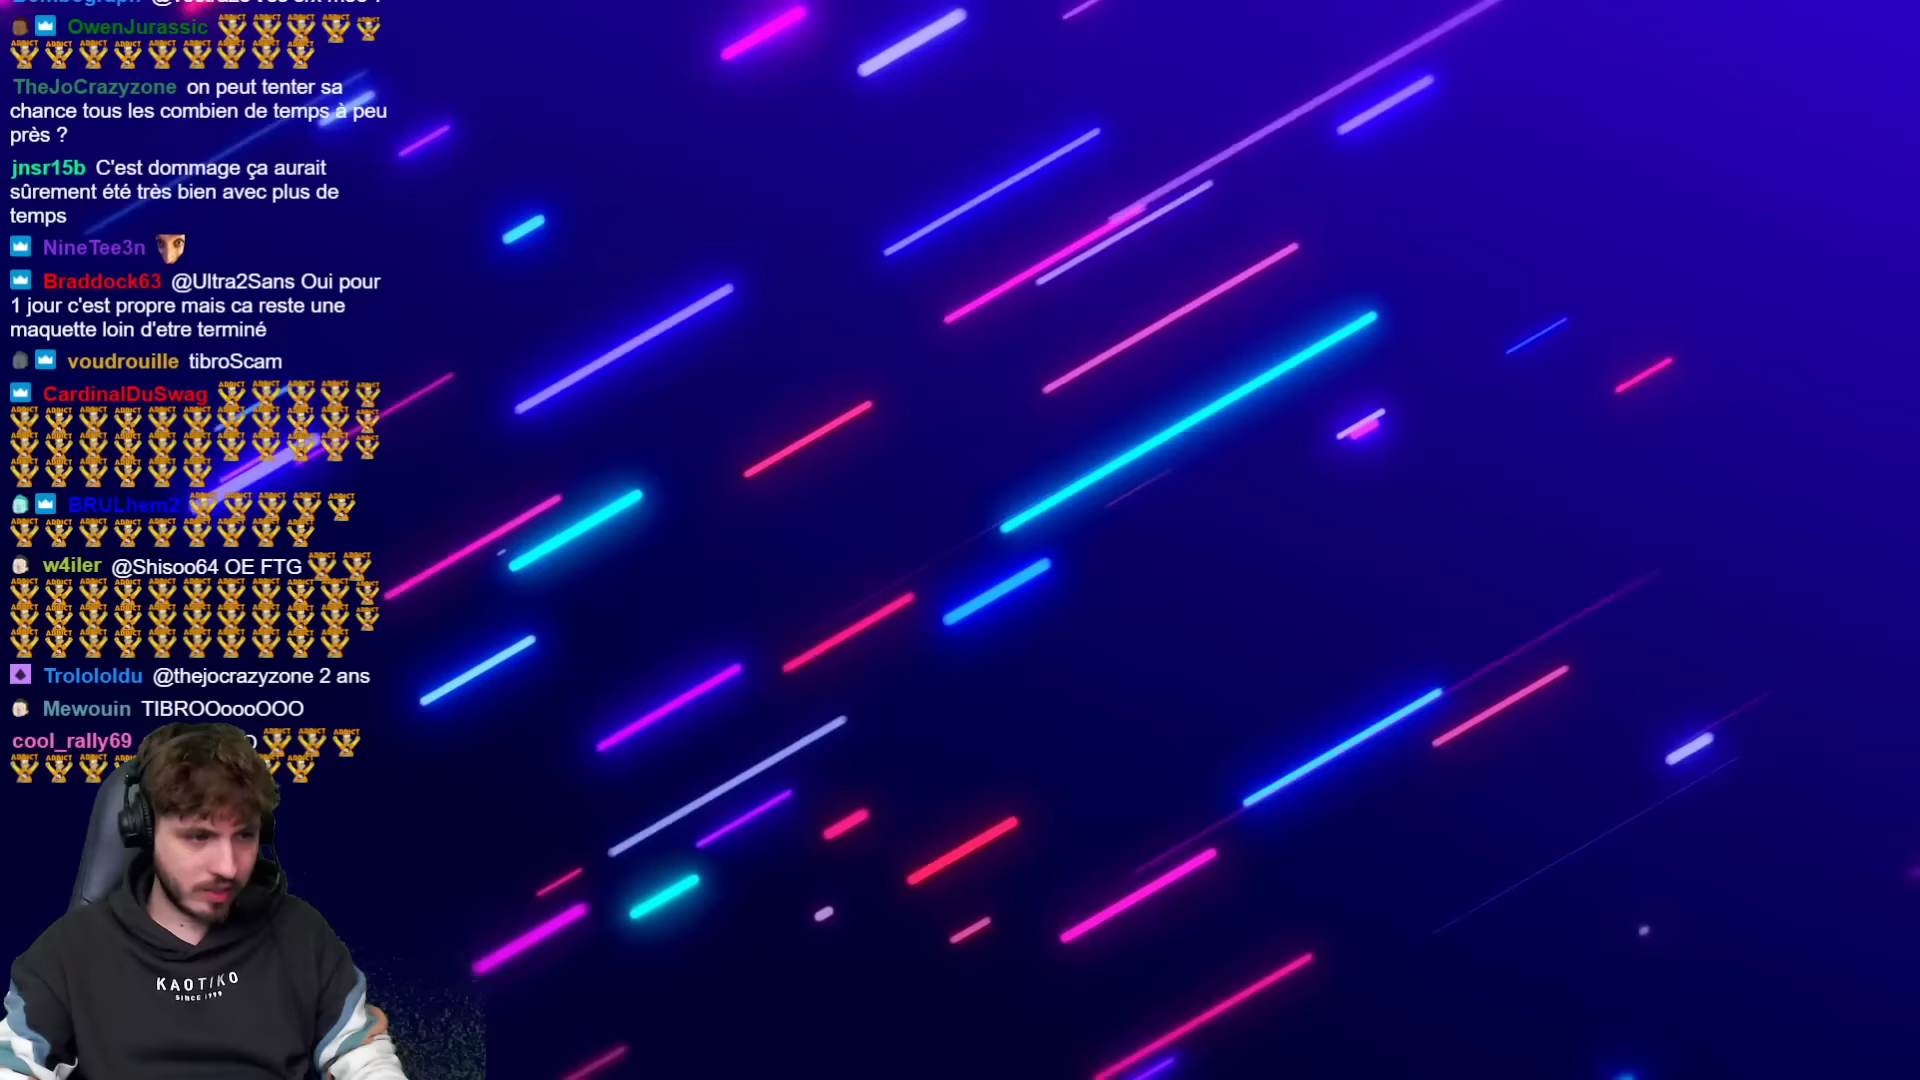 OwenJurassic
TheJoCrazyzone on peut tenter sa
chance tous les combien de temps à peu
près ?
jnsr15b C'est dommage ça aurait
sûrement été très bien avec plus de
temps
NineTee3n
Braddock63 @Ultra2Sans Oui pour
1 jour c'est propre mais ca reste une
maquette loin d'etre terminé
voudrouille tibroScam
CardinalDuSwag
BRULhem2
w4iler @Shisoo64 OE FTG
Trolololdu @thejocrazyzone 2 ans
Mewouin TIBROOoooOOO
cool_rally69
KAOTIKO
SINCE 1999